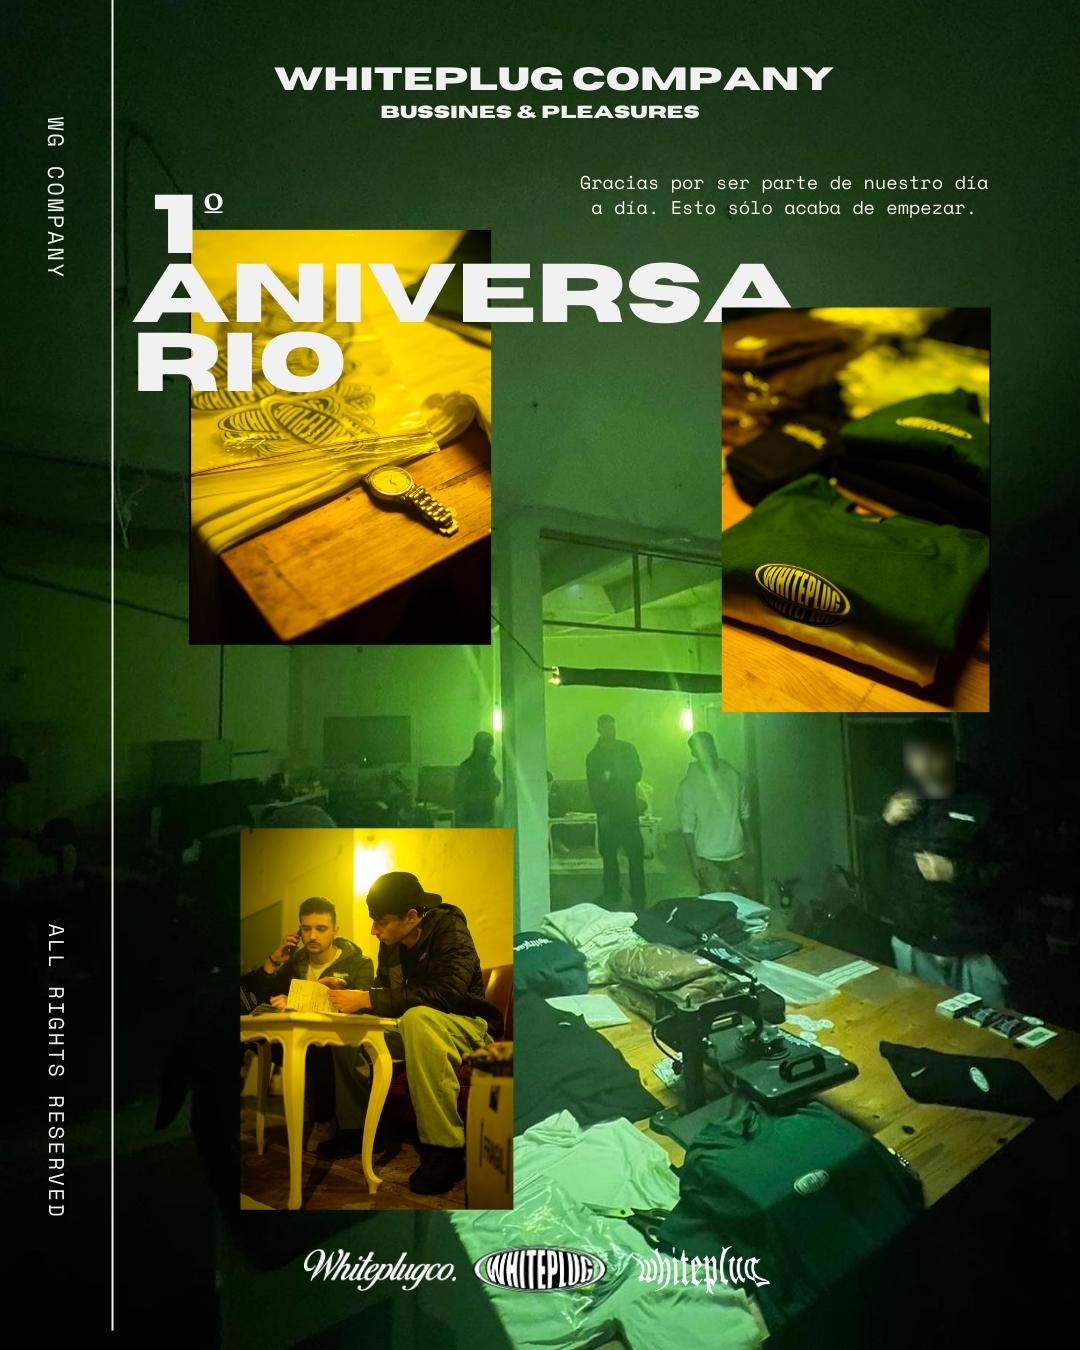 WHITEPLUG COMPANY
BUSSINES & PLEASURES
WG COMPANY
Gracias por ser parte de nuestro día
a día. Esto sólo acaba de empezar.
1º
ANIVERSA
RIO
WHITEPLUG
ALL RIGHTS RESERVED
Whiteplugco.
WHITEPLUG
whiteplug